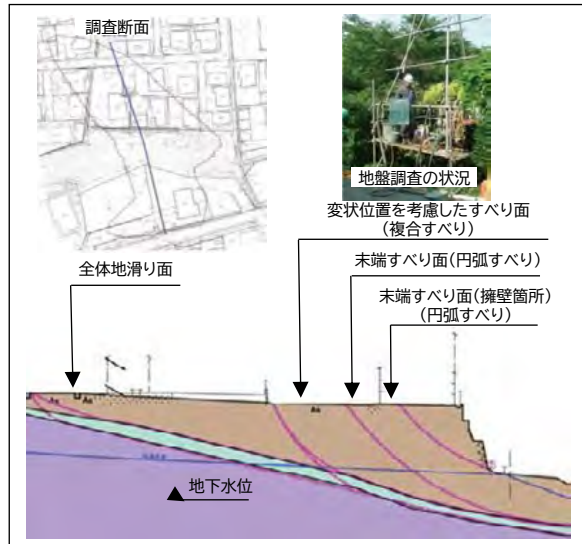 調査断面
地盤調査の状況
変状位置を考慮したすべり面
(複合すべり)
全体地滑り面
末端すべり面(円弧すべり)
末端すべり面(擁壁箇所)
(円弧すべり)
As
As
As
地下水位